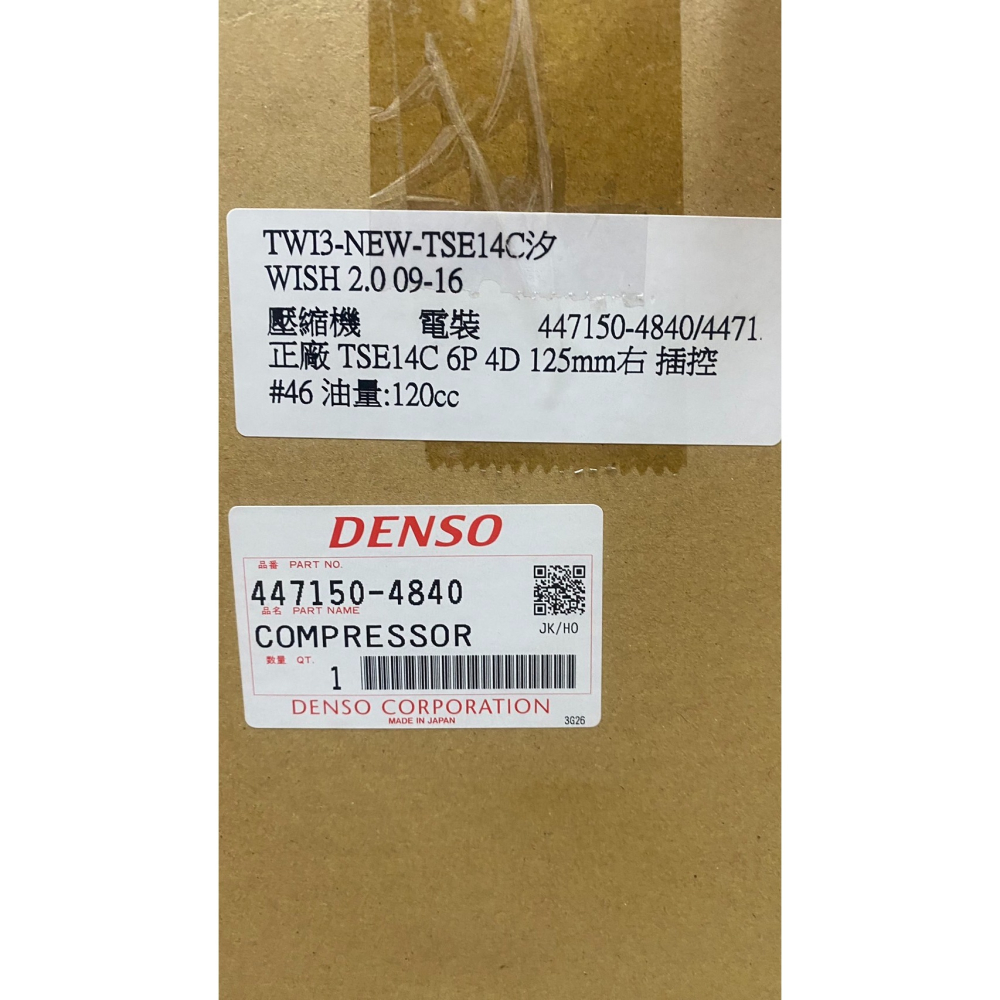 TWI3-NEW-TSE14C汐
WISH 2.0 09-16
壓縮機 電裝 447150-4840/4471
正廠 TSE14C 6P 4D 125mm右 插控
#46 油量:120cc
DENSO
品番 PART NO.
447150-4840
品名 PART NAME
COMPRESSOR
JK/HO
数量 QT.
1
DENSO CORPORATION
MADE IN JAPAN
3G26